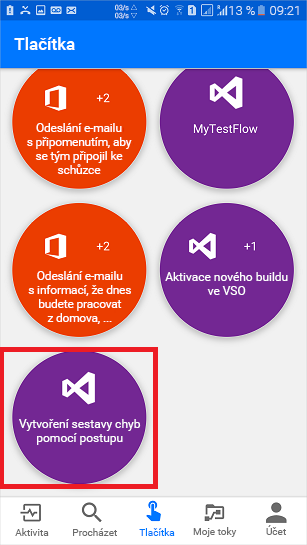 03/s
03/s
1
13 %
09:21
Tlačítka
+2
Odeslání e-mailu
s připomenutím, aby
se tým připojil ke
schůzce
MyTestFlow
+2
Odeslání e-mailu
s informací, že dnes
budete pracovat
z domova, ...
+1
Aktivace nového buildu
ve VSO
Vytvoření sestavy chyb
pomocí postupu
Aktivita
Procházet
Tlačítka
Moje toky
Účet